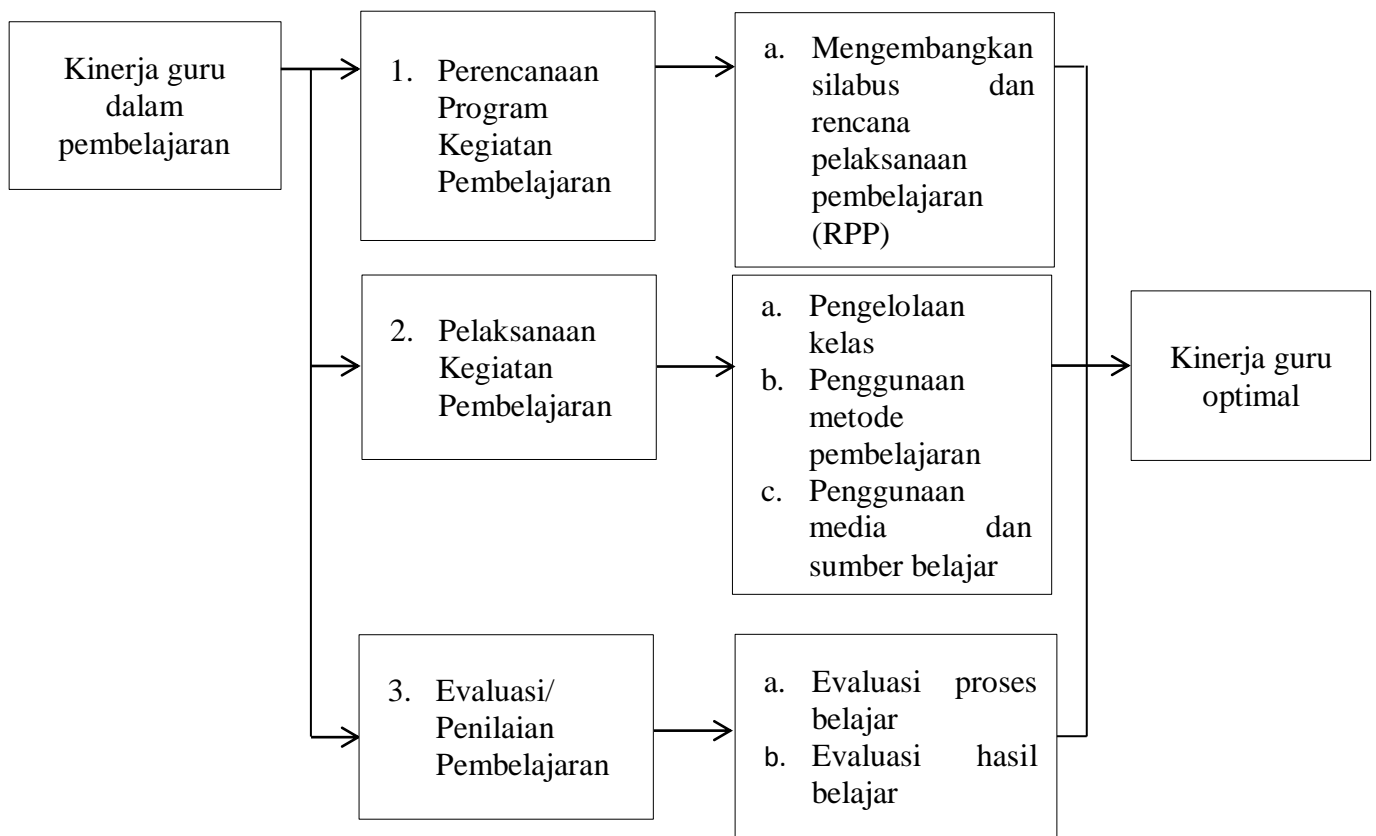 Kinerja guru
dalam
pembelajaran
1. Perencanaan
Program
Kegiatan
Pembelajaran
a. Mengembangkan
silabus dan
rencana
pelaksanaan
pembelajaran
(RPP)
2. Pelaksanaan
Kegiatan
Pembelajaran
a. Pengelolaan
kelas
b. Penggunaan
metode
pembelajaran
c. Penggunaan
media dan
sumber belajar
3. Evaluasi/
Penilaian
Pembelajaran
a. Evaluasi proses
belajar
b. Evaluasi hasil
belajar
Kinerja guru
optimal